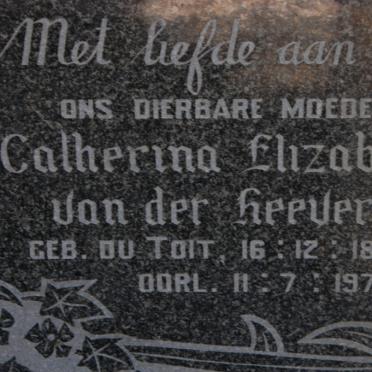 Met liefde aan
ONS DIERBARE MOEDE
Catherina Elizab
van der Heever
GEB. DU TOIT, 16 : 12 : 18
OORL. 11 : 7 : 197